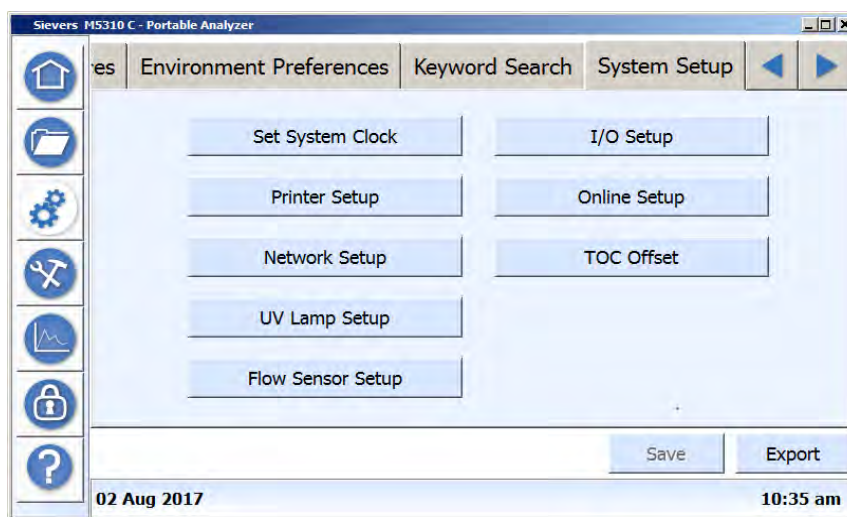 Sievers M5310 C - Portable Analyzer
es Environment Preferences Keyword Search System Setup
Set System Clock I/O Setup
Printer Setup Online Setup
Network Setup TOC Offset
UV Lamp Setup
Flow Sensor Setup
Save Export
02 Aug 2017 10:35 am